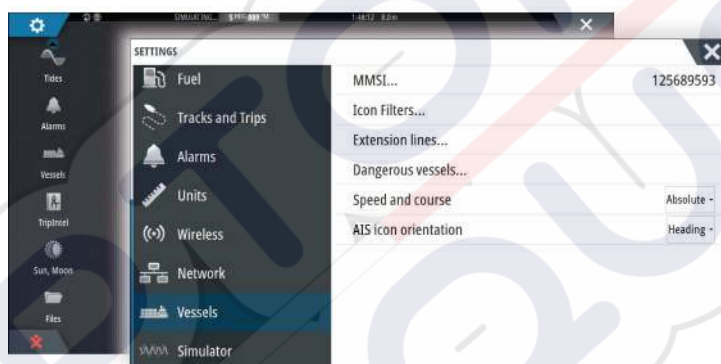 SIMULATING...
SETTINGS
Tides
Alarms
Vessels
TripIntel
Sun, Moon
Files
Fuel
Tracks and Trips
Alarms
Units
Wireless
Network
Vessels
Simulator
MMSI... 125689593
Icon Filters...
Extension lines...
Dangerous vessels...
Speed and course Absolute
AIS icon orientation Heading